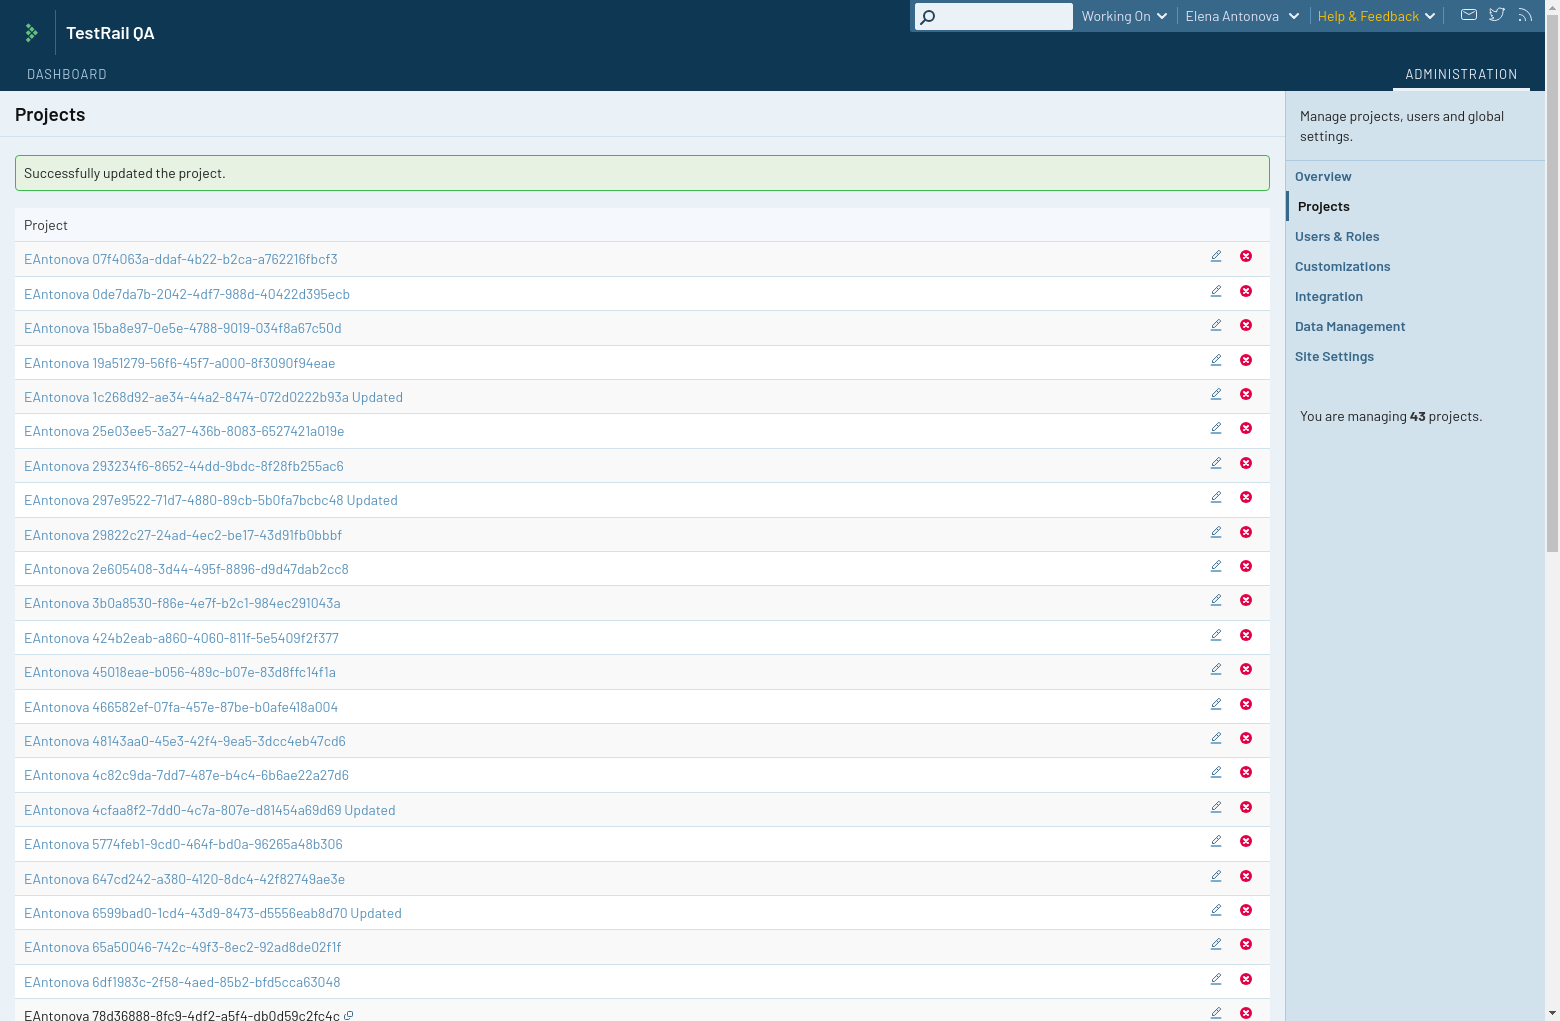 TestRail QA
Working On
Elena Antonova
Help & Feedback
DASHBOARD
ADMINISTRATION
Projects
Successfully updated the project.
Project
EAntonova 07f4063a-ddaf-4b22-b2ca-a762216fbcf3
EAntonova 0de7da7b-2042-4df7-988d-40422d395ecb
EAntonova 15ba8e97-0e5e-4788-9019-034f8a67c50d
EAntonova 19a51279-56f6-45f7-a000-8f3090f94eae
EAntonova 1c268d92-ae34-44a2-8474-072d0222b93a Updated
EAntonova 25e03ee5-3a27-436b-8083-6527421a019e
EAntonova 293234f6-8652-44dd-9bdc-8f28fb255ac6
EAntonova 297e9522-71d7-4880-89cb-5b0fa7bcbc48 Updated
EAntonova 29822c27-24ad-4ec2-be17-43d91fb0bbbf
EAntonova 2e605408-3d44-495f-8896-d9d47dab2cc8
EAntonova 3b0a8530-f86e-4e7f-b2c1-984ec291043a
EAntonova 424b2eab-a860-4060-811f-5e5409f2f377
EAntonova 45018eae-b056-489c-b07e-83d8ffc14f1a
EAntonova 466582ef-07fa-457e-87be-b0afe418a004
EAntonova 48143aa0-45e3-42f4-9ea5-3dcc4eb47cd6
EAntonova 4c82c9da-7dd7-487e-b4c4-6b6ae22a27d6
EAntonova 4cfaa8f2-7dd0-4c7a-807e-d81454a69d69 Updated
EAntonova 5774feb1-9cd0-464f-bd0a-96265a48b306
EAntonova 647cd242-a380-4120-8dc4-42f82749ae3e
EAntonova 6599bad0-1cd4-43d9-8473-d5556eab8d70 Updated
EAntonova 65a50046-742c-49f3-8ec2-92ad8de02f1f
EAntonova 6df1983c-2f58-4aed-85b2-bfd5cca63048
EAntonova 78d36888-8fc9-4df2-a5f4-db0d59c2fc4c
Manage projects, users and global
settings.
Overview
Projects
Users & Roles
Customizations
Integration
Data Management
Site Settings
You are managing 43 projects.